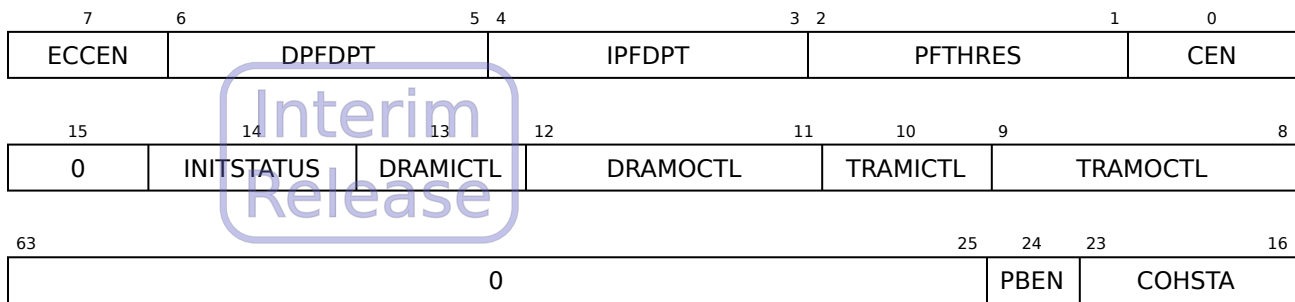 7 6 5 4 3 2 1 0
ECCEN DPFDPT IPFDPT PFTHRES CEN
15 14 13 12 11 10 9 8
0 INITSTATUS DRAMICTL DRAMOCTL TRAMICTL TRAMOCTL
63 25 24 23 16
0 PBEN COHSTA
Interim
Release